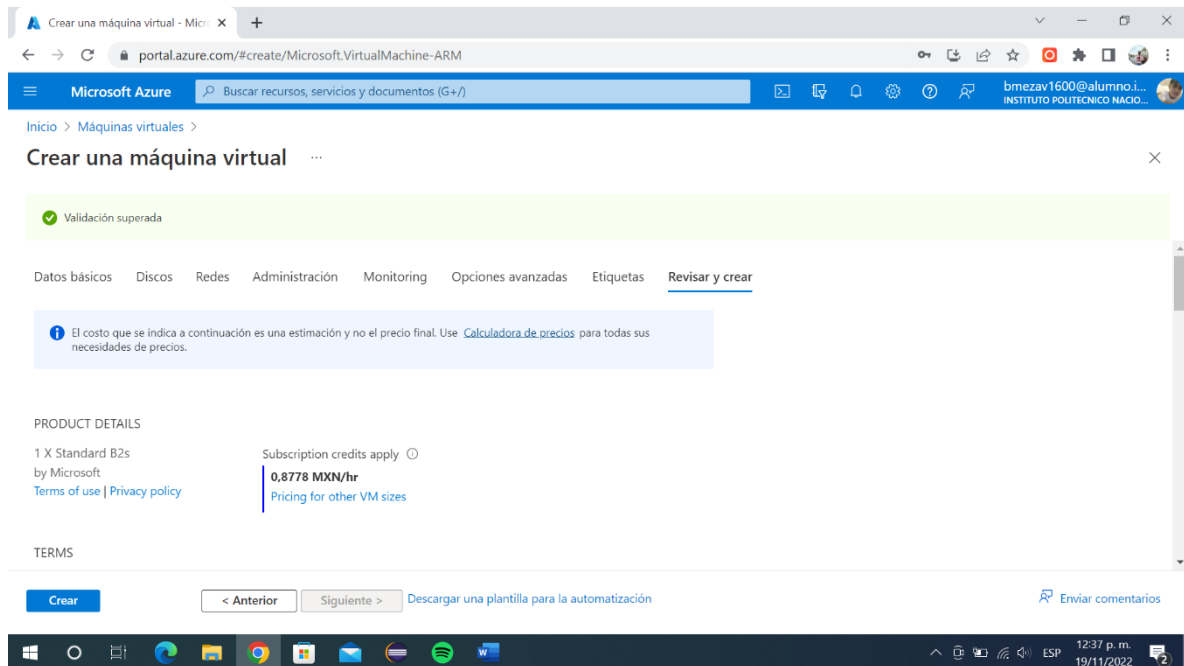 Crear una máquina virtual - Micr
portal.azure.com/#create/Microsoft.VirtualMachine-ARM
Microsoft Azure
Buscar recursos, servicios y documentos (G+/)
bmezav1600@alumno.i...
INSTITUTO POLITECNICO NACIO...
Inicio > Máquinas virtuales >
Crear una máquina virtual ...
Validación superada
Datos básicos Discos Redes Administración Monitoring Opciones avanzadas Etiquetas Revisar y crear
El costo que se indica a continuación es una estimación y no el precio final. Use Calculadora de precios para todas sus
necesidades de precios.
PRODUCT DETAILS
1 X Standard B2s
by Microsoft
Terms of use | Privacy policy
Subscription credits apply
0,8778 MXN/hr
Pricing for other VM sizes
TERMS
Crear
< Anterior
Siguiente >
Descargar una plantilla para la automatización
Enviar comentarios
ESP
12:37 p. m.
19/11/2022
2